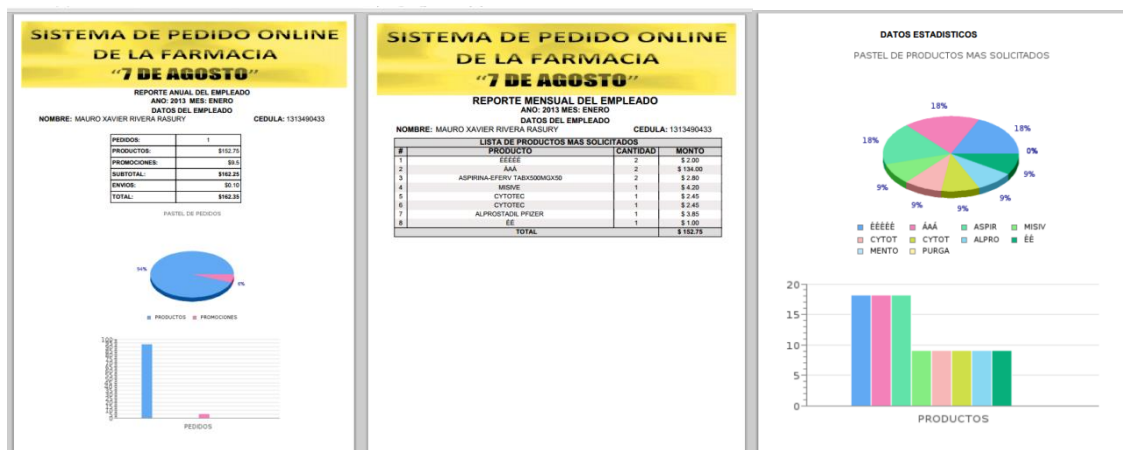 SISTEMA DE PEDIDO ONLINE
DE LA FARMACIA
“7 DE AGOSTO”
REPORTE ANUAL DEL EMPLEADO
ANO: 2013 MES: ENERO
DATOS DEL EMPLEADO
NOMBRE: MAURO XAVIER RIVERA RASURY CEDULA: 1313490433
PEDIDOS: 1
PRODUCTOS: $152.75
PROMOCIONES: $9.5
SUBTOTAL: $162.25
ENVIOS: $0.10
TOTAL: $162.35
PASTEL DE PEDIDOS
94%
6%
PRODUCTOS PROMOCIONES
PEDIDOS
SISTEMA DE PEDIDO ONLINE
DE LA FARMACIA
“7 DE AGOSTO”
REPORTE MENSUAL DEL EMPLEADO
ANO: 2013 MES: ENERO
DATOS DEL EMPLEADO
NOMBRE: MAURO XAVIER RIVERA RASURY CEDULA: 1313490433
LISTA DE PRODUCTOS MAS SOLICITADOS
# PRODUCTO CANTIDAD MONTO
1 ÉÉÉÉÉ 2 $ 2.00
2 ÁAÁ 2 $ 134.00
3 ASPIRINA-EFERV TABX500MGX50 2 $ 2.80
4 MISIVE 1 $ 4.20
5 CYTOTEC 1 $ 2.45
6 CYTOTEC 1 $ 2.45
7 ALPROSTADIL PFIZER 1 $ 3.85
8 ÉÉ 1 $ 1.00
TOTAL $ 152.75
DATOS ESTADISTICOS
PASTEL DE PRODUCTOS MAS SOLICITADOS
18%
18%
18%
0%
9%
9%
9%
9%
9%
ÉÉÉÉÉ ÁAÁ ASPIR MISIV
CYTOT CYTOT ALPRO ÉÉ
MENTO PURGA
20
15
10
5
0
PRODUCTOS